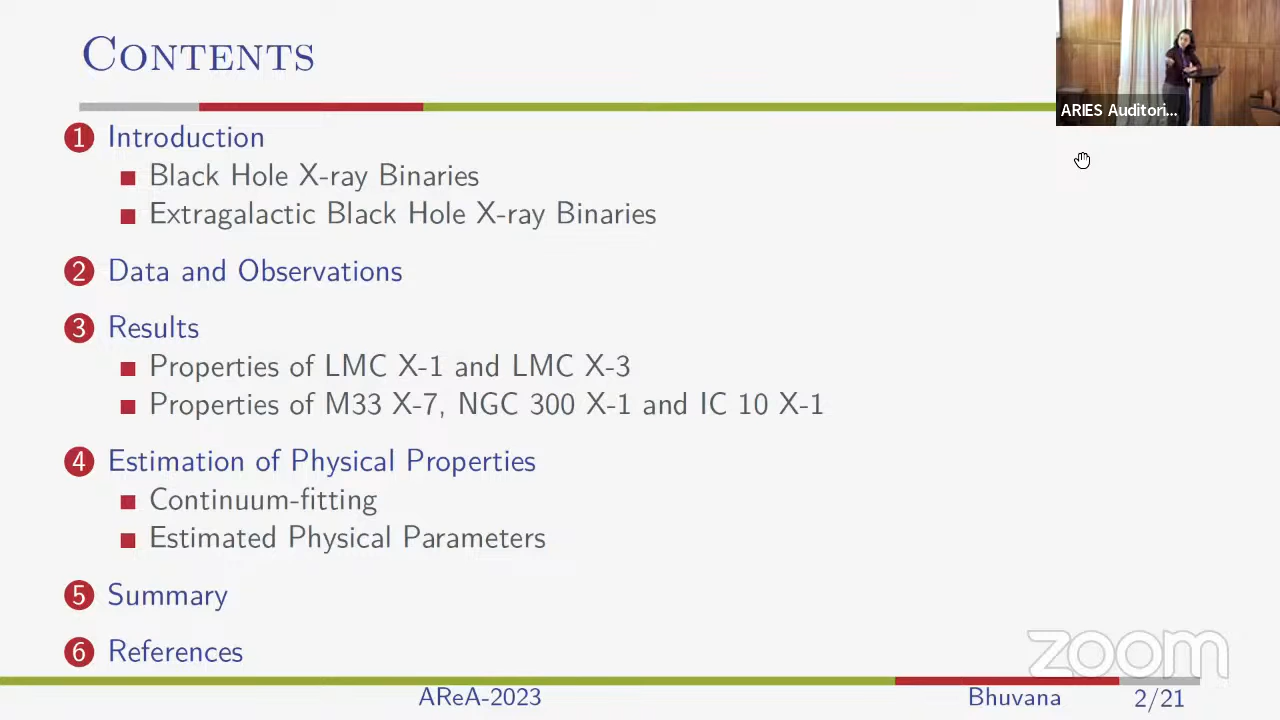 Contents
ARIES Auditori...
1 Introduction
Black Hole X-ray Binaries
Extragalactic Black Hole X-ray Binaries
2 Data and Observations
3 Results
Properties of LMC X-1 and LMC X-3
Properties of M33 X-7, NGC 300 X-1 and IC 10 X-1
4 Estimation of Physical Properties
Continuum-fitting
Estimated Physical Parameters
5 Summary
6 References
zoom
AReA-2023 Bhuvana 2/21